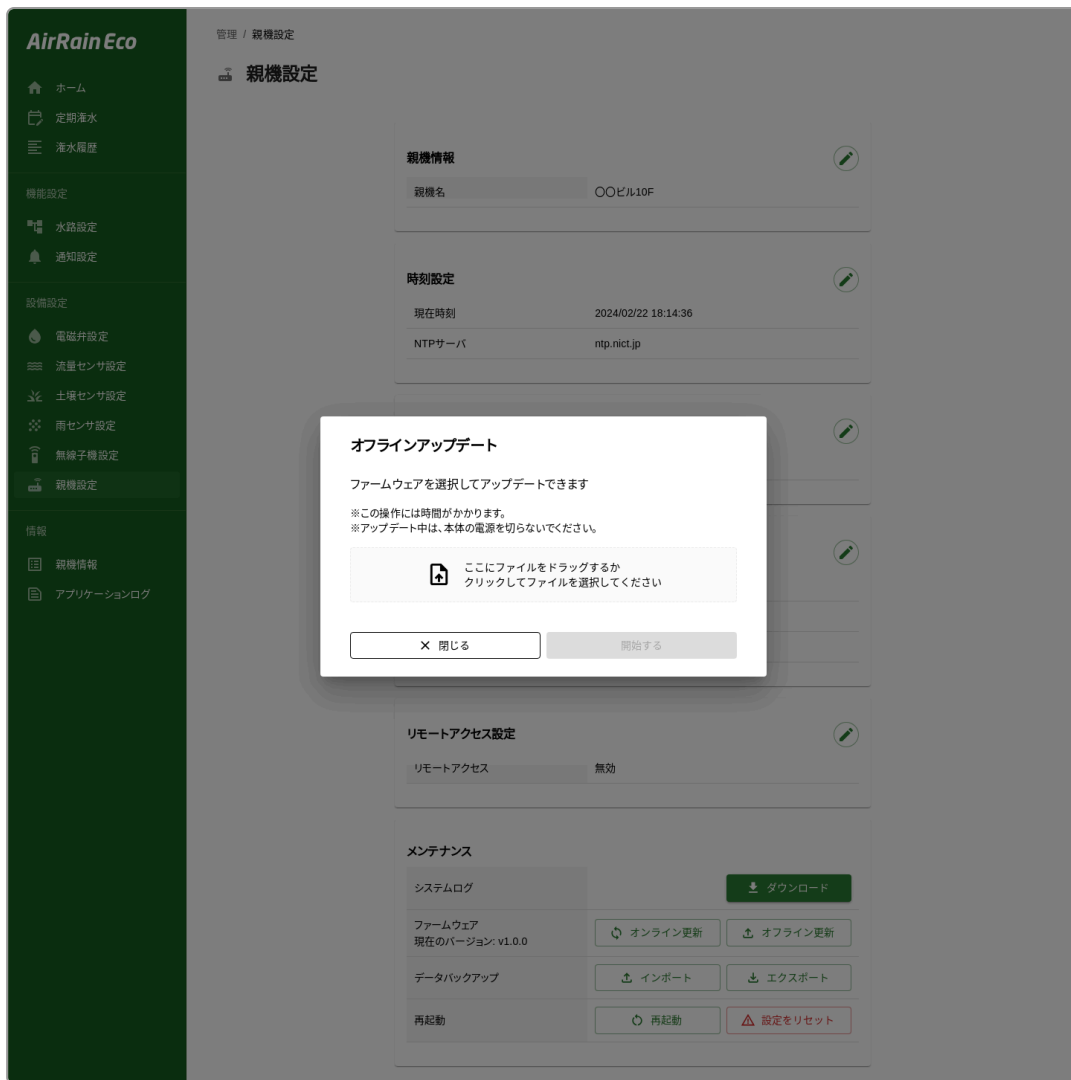 AirRain Eco
ホーム
定期潅水
潅水履歴
機能設定
水路設定
通知設定
設備設定
電磁弁設定
流量センサ設定
土壌センサ設定
雨センサ設定
無線子機設定
親機設定
情報
親機情報
アプリケーションログ
管理 / 親機設定
親機設定
親機情報
親機名 〇〇ビル10F
時刻設定
現在時刻 2024/02/22 18:14:36
NTPサーバ ntp.nict.jp
オフラインアップデート
ファームウェアを選択してアップデートできます
※この操作には時間がかかります。
※アップデート中は、本体の電源を切らないでください。
ここにファイルをドラッグするか
クリックしてファイルを選択してください
閉じる 開始する
リモートアクセス設定
リモートアクセス 無効
メンテナンス
システムログ ダウンロード
ファームウェア
現在のバージョン: v1.0.0
オンライン更新 オフライン更新
データバックアップ インポート エクスポート
再起動 再起動 設定をリセット